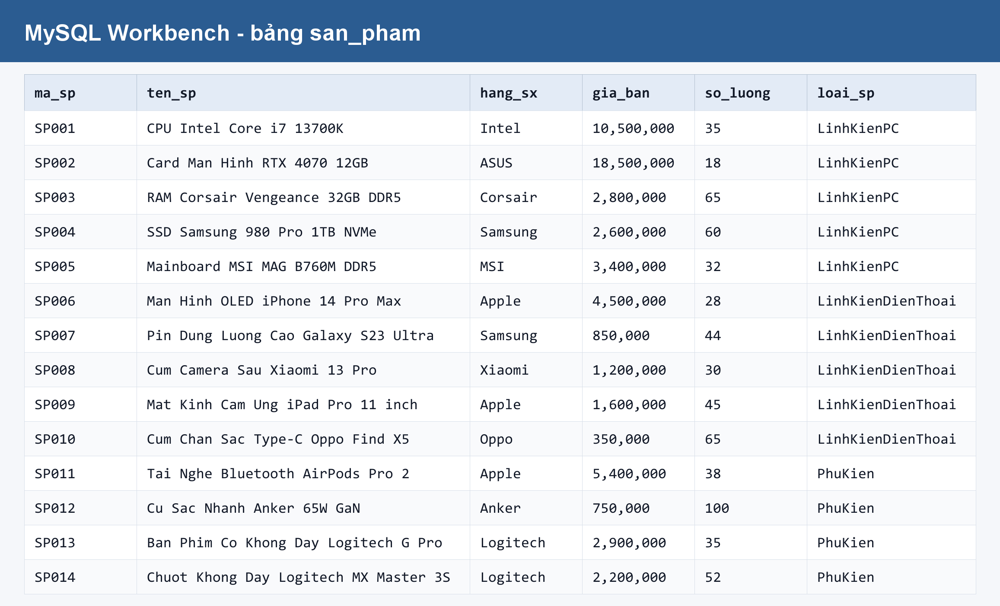 MySQL Workbench - bảng san_pham
ma_sp ten_sp hang_sx gia_ban so_luong loai_sp
SP001 CPU Intel Core i7 13700K Intel 10,500,000 35 LinhKienPC
SP002 Card Man Hinh RTX 4070 12GB ASUS 18,500,000 18 LinhKienPC
SP003 RAM Corsair Vengeance 32GB DDR5 Corsair 2,800,000 65 LinhKienPC
SP004 SSD Samsung 980 Pro 1TB NVMe Samsung 2,600,000 60 LinhKienPC
SP005 Mainboard MSI MAG B760M DDR5 MSI 3,400,000 32 LinhKienPC
SP006 Man Hinh OLED iPhone 14 Pro Max Apple 4,500,000 28 LinhKienDienThoai
SP007 Pin Dung Luong Cao Galaxy S23 Ultra Samsung 850,000 44 LinhKienDienThoai
SP008 Cum Camera Sau Xiaomi 13 Pro Xiaomi 1,200,000 30 LinhKienDienThoai
SP009 Mat Kinh Cam Ung iPad Pro 11 inch Apple 1,600,000 45 LinhKienDienThoai
SP010 Cum Chan Sac Type-C Oppo Find X5 Oppo 350,000 65 LinhKienDienThoai
SP011 Tai Nghe Bluetooth AirPods Pro 2 Apple 5,400,000 38 PhuKien
SP012 Cu Sac Nhanh Anker 65W GaN Anker 750,000 100 PhuKien
SP013 Ban Phim Co Khong Day Logitech G Pro Logitech 2,900,000 35 PhuKien
SP014 Chuot Khong Day Logitech MX Master 3S Logitech 2,200,000 52 PhuKien